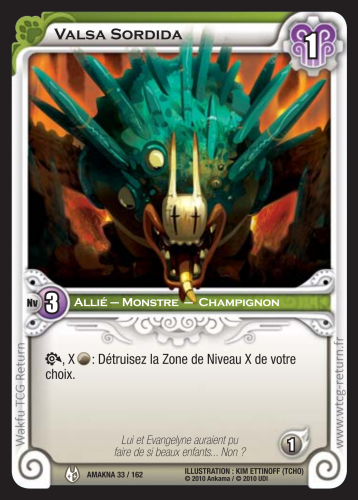 Valsa Sordida
1
Nv 3
Allié – Monstre – Champignon
, X : Détruisez la Zone de Niveau X de votre
choix.
Lui et Evangelyne auraient pu
faire de si beaux enfants... Non ?
1
AMAKNA 33 / 162
ILLUSTRATION : KIM ETTINOFF (TCHO)
© 2010 Ankama / © 2010 UDI
Wakfu TCG Return
www.wtcg-return.fr